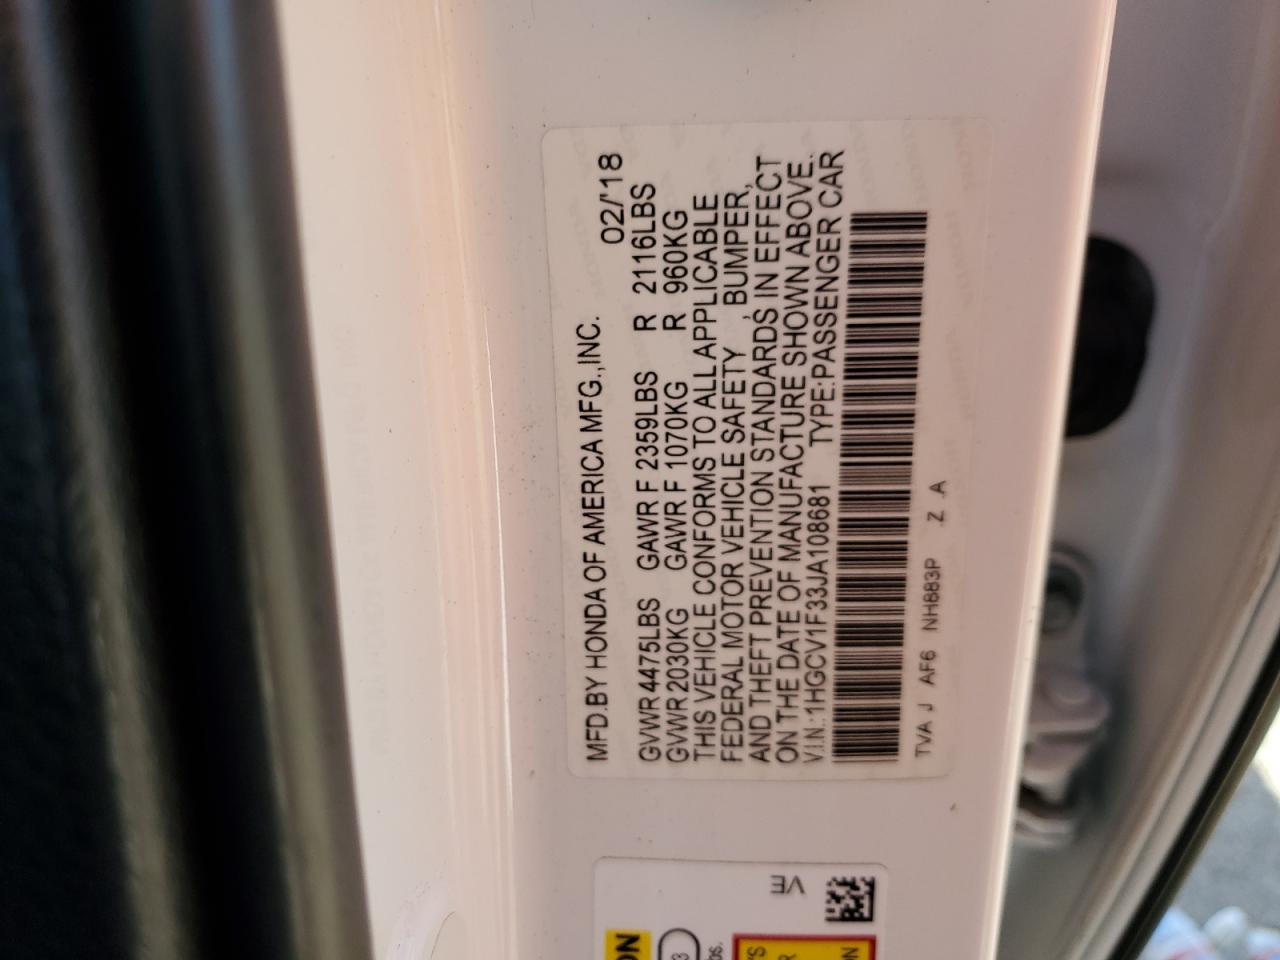 MFD.BY HONDA OF AMERICA MFG.,INC. 02/'18
GVWR 4475LBS GAWR F 2359LBS R 2116LBS
GVWR 2030KG GAWR F 1070KG R 960KG
THIS VEHICLE CONFORMS TO ALL APPLICABLE
FEDERAL MOTOR VEHICLE SAFETY , BUMPER,
AND THEFT PREVENTION STANDARDS IN EFFECT
ON THE DATE OF MANUFACTURE SHOWN ABOVE.
V.I.N.:1HGCV1F33JA108681 TYPE:PASSENGER CAR
TVA J AF6 NH883P Z .A
VE